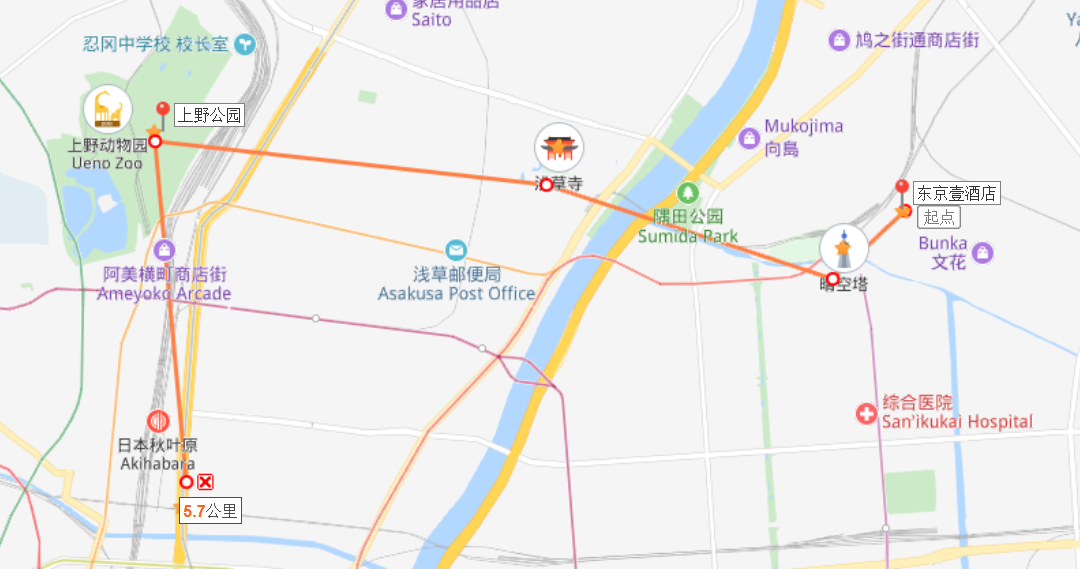 家居用品店
Saito
忍冈中学校 校长室
鸠之街通商店街
上野公园
上野动物园
Ueno Zoo
ZOO
Mukojima
向島
浅草寺
东京壹酒店
起点
隅田公园
Sumida Park
Bunka
文花
晴空塔
阿美横町商店街
Ameyoko Arcade
浅草邮便局
Asakusa Post Office
综合医院
San'ikukai Hospital
日本秋叶原
Akihabara
5.7公里